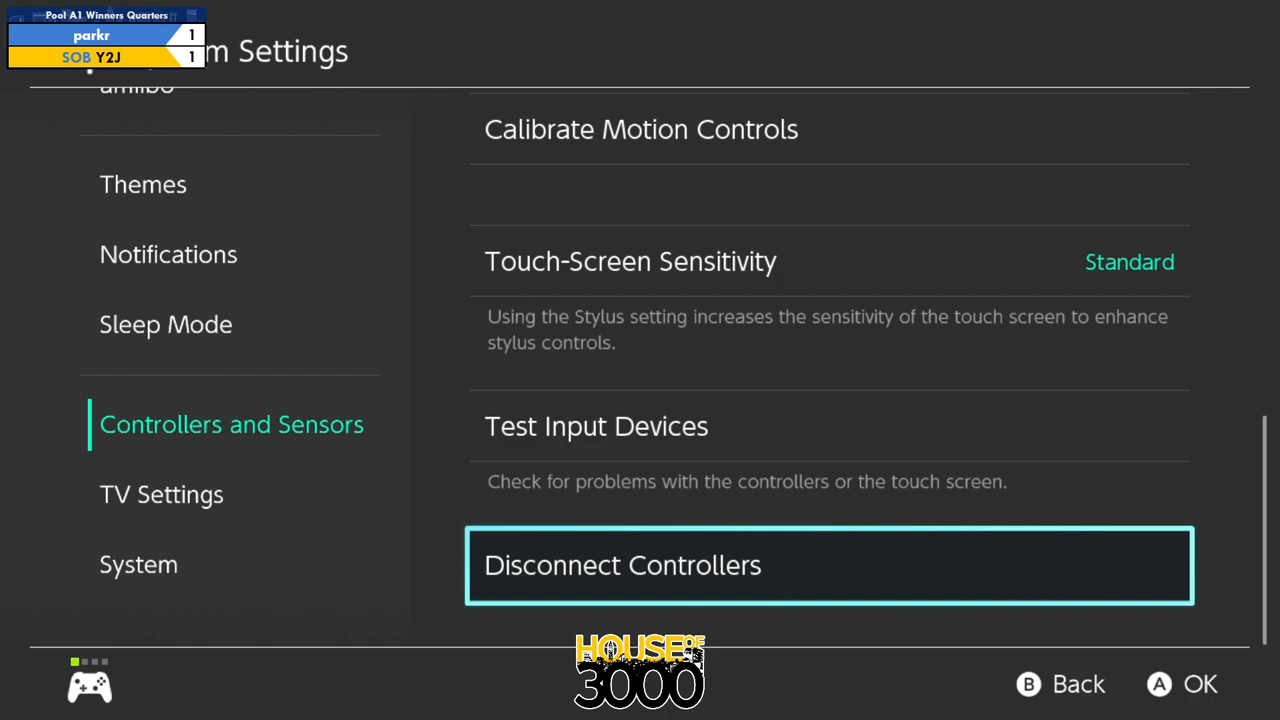 Pool A1 Winners Quarters
parkr 1
SOB Y2J 1
m Settings
amiibo
Themes
Notifications
Sleep Mode
Controllers and Sensors
TV Settings
System
Calibrate Motion Controls
Touch-Screen Sensitivity Standard
Using the Stylus setting increases the sensitivity of the touch screen to enhance
stylus controls.
Test Input Devices
Check for problems with the controllers or the touch screen.
Disconnect Controllers
HOUSE OF
3000
B Back A OK